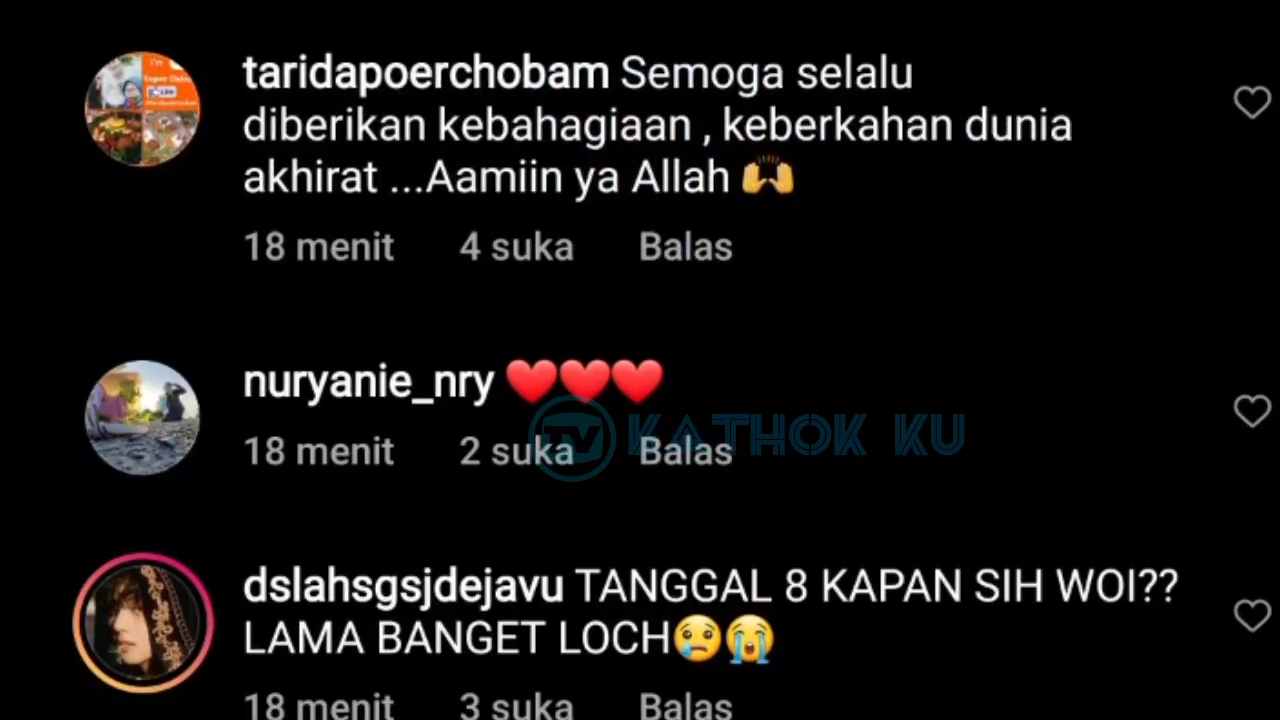 taridapoerchobam Semoga selalu
diberikan kebahagiaan , keberkahan dunia
akhirat ...Aamiin ya Allah 🙌
18 menit 4 suka Balas
nuryanie_nry ❤️❤️❤️
18 menit 2 suka Balas
TV KATHOK KU
dslahsgsjdejavu TANGGAL 8 KAPAN SIH WOI??
LAMA BANGET LOCH😢😭
18 menit 3 suka Balas